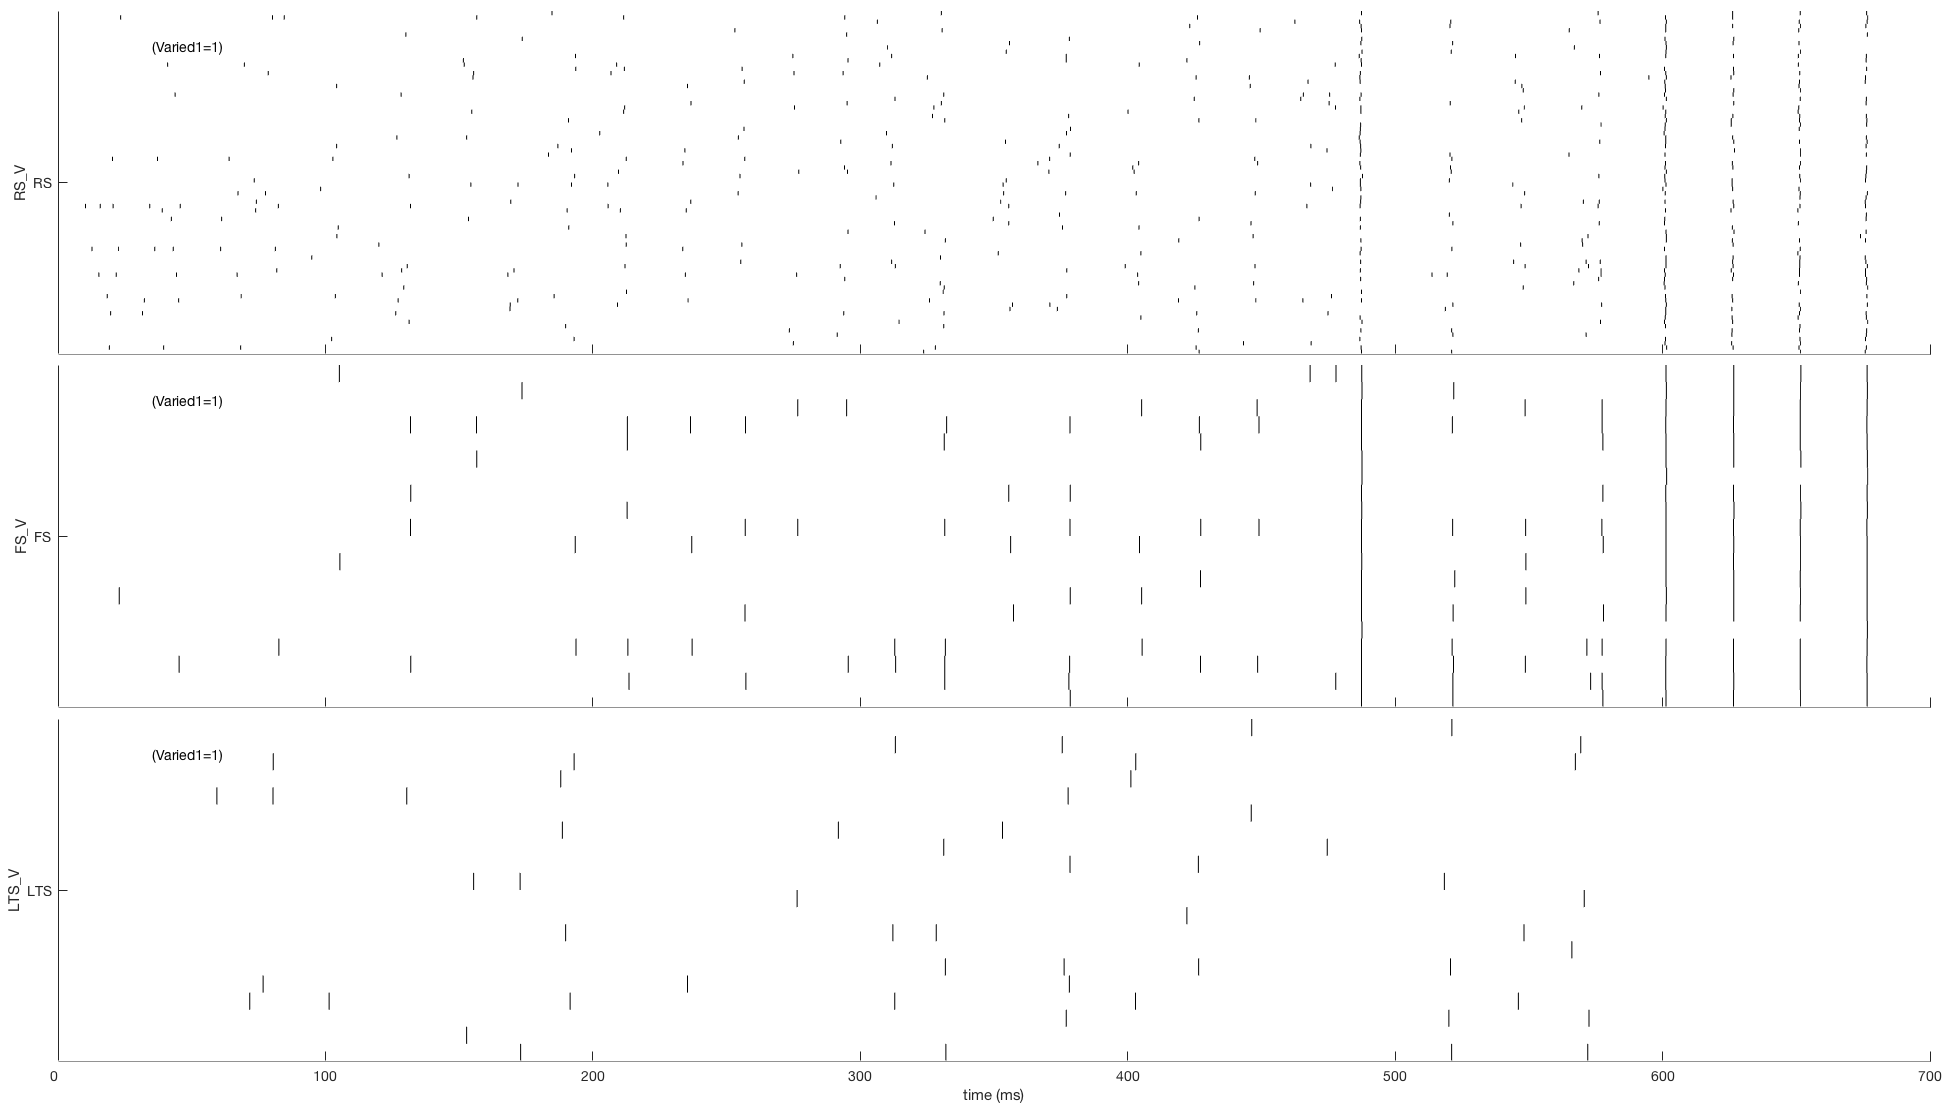 (Varied1=1)
RS_V
RS
(Varied1=1)
FS_V
FS
(Varied1=1)
LTS_V
LTS
0 100 200 300 400 500 600 700
time (ms)